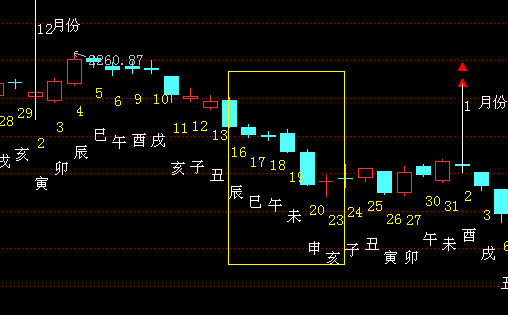 12 月份
2260.87
1 月份
28 29 2 3 4 5 6 9 10 11 12 13 16 17 18 19 20 23 24 25 26 27 30 31 2 3 6
戌 亥 寅 卯 辰 巳 午 酉 戌 亥 子 丑 辰 巳 午 未 申 亥 子 丑 寅 卯 午 未 酉 戌 丑